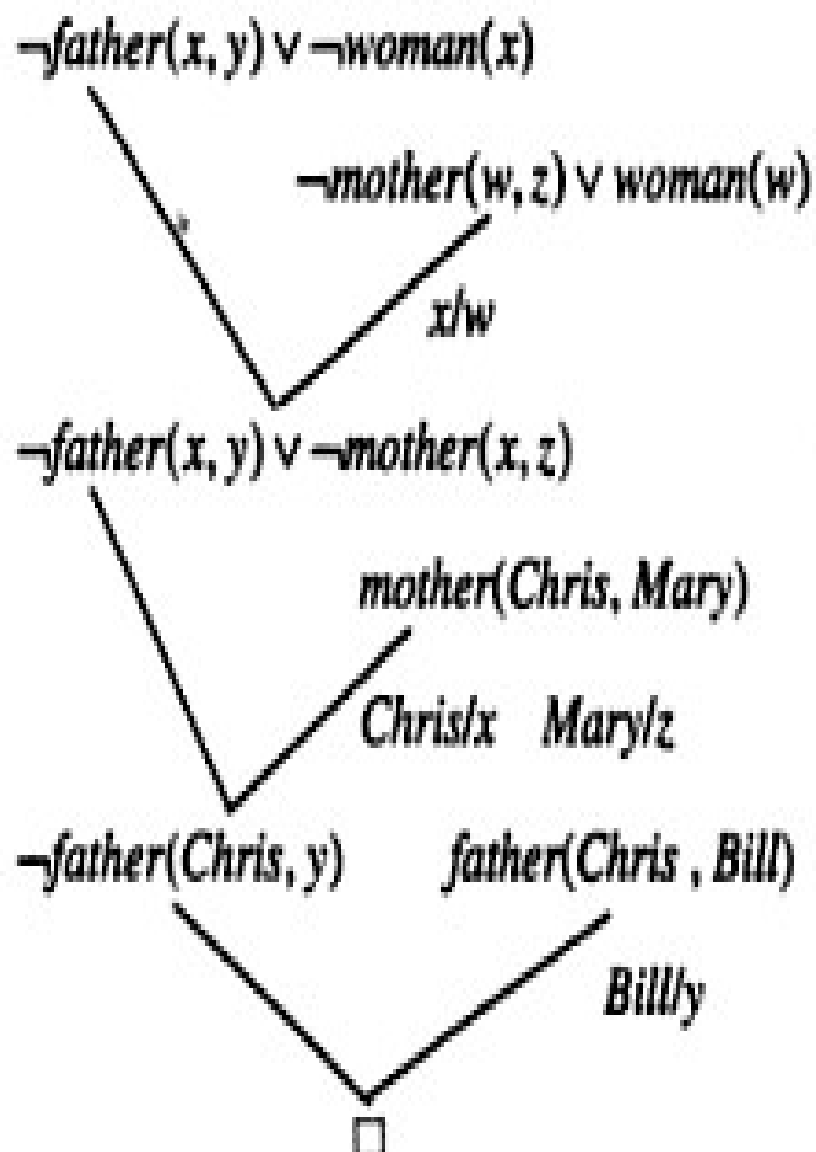 ¬father(x, y) ∨ ¬woman(x)
¬mother(w, z) ∨ woman(w)
x/w
¬father(x, y) ∨ ¬mother(x, z)
mother(Chris, Mary)
Chris/x Mary/z
¬father(Chris, y) father(Chris , Bill)
Bill/y
□